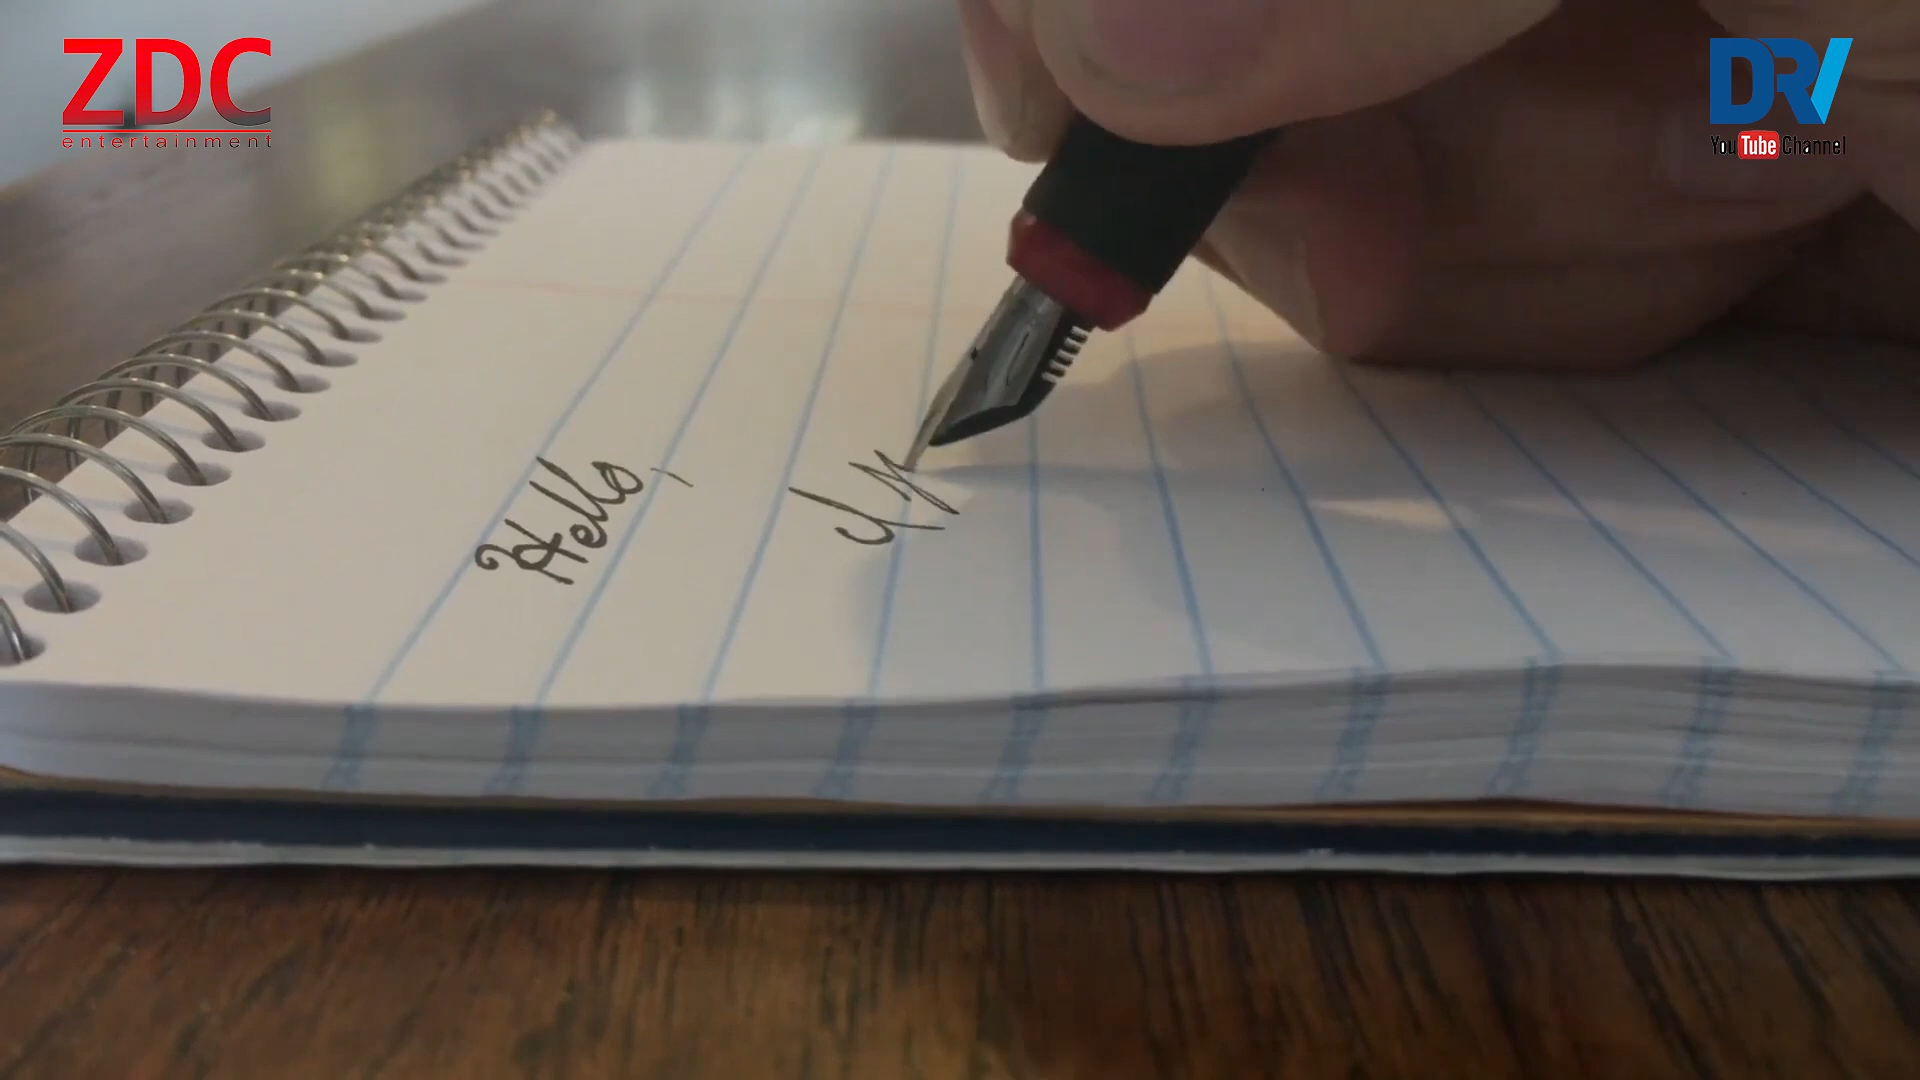 ZDC
entertainment
DRV
YouTube Channel
Hello,